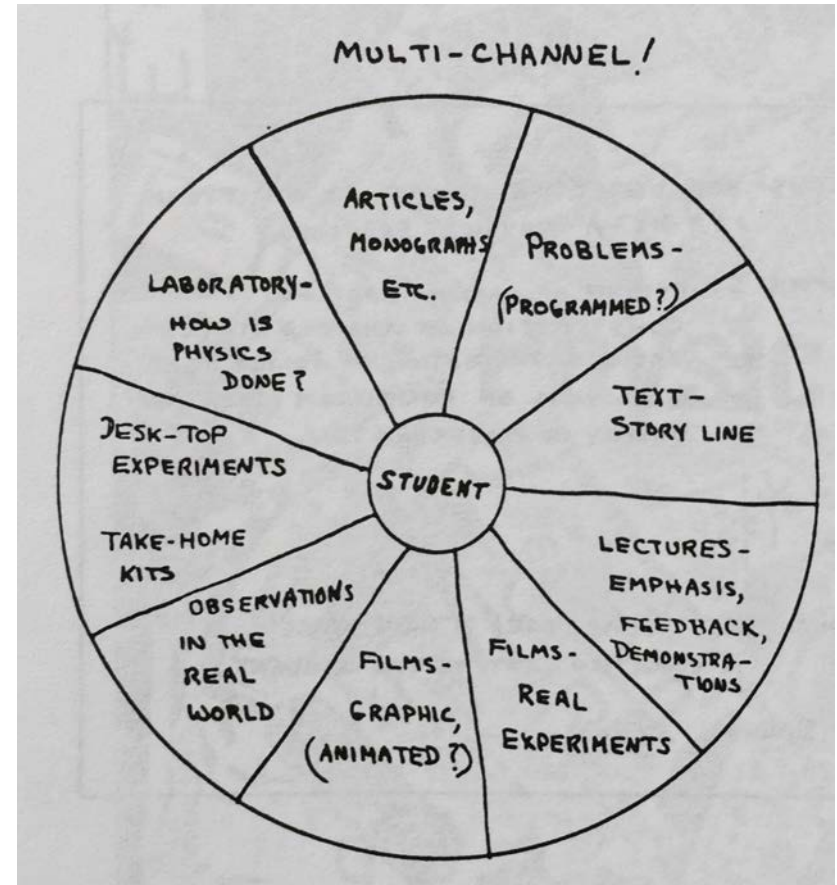 MULTI-CHANNEL!
ARTICLES,
MONOGRAPHS
ETC.
PROBLEMS-
(PROGRAMMED?)
TEXT-
STORY LINE
LECTURES-
EMPHASIS,
FEEDBACK,
DEMONSTRA-
TIONS
FILMS-
REAL
EXPERIMENTS
FILMS-
GRAPHIC,
(ANIMATED?)
OBSERVATIONS
IN THE
REAL
WORLD
DESK-TOP
EXPERIMENTS
TAKE-HOME
KITS
LABORATORY-
HOW IS
PHYSICS
DONE?
STUDENT